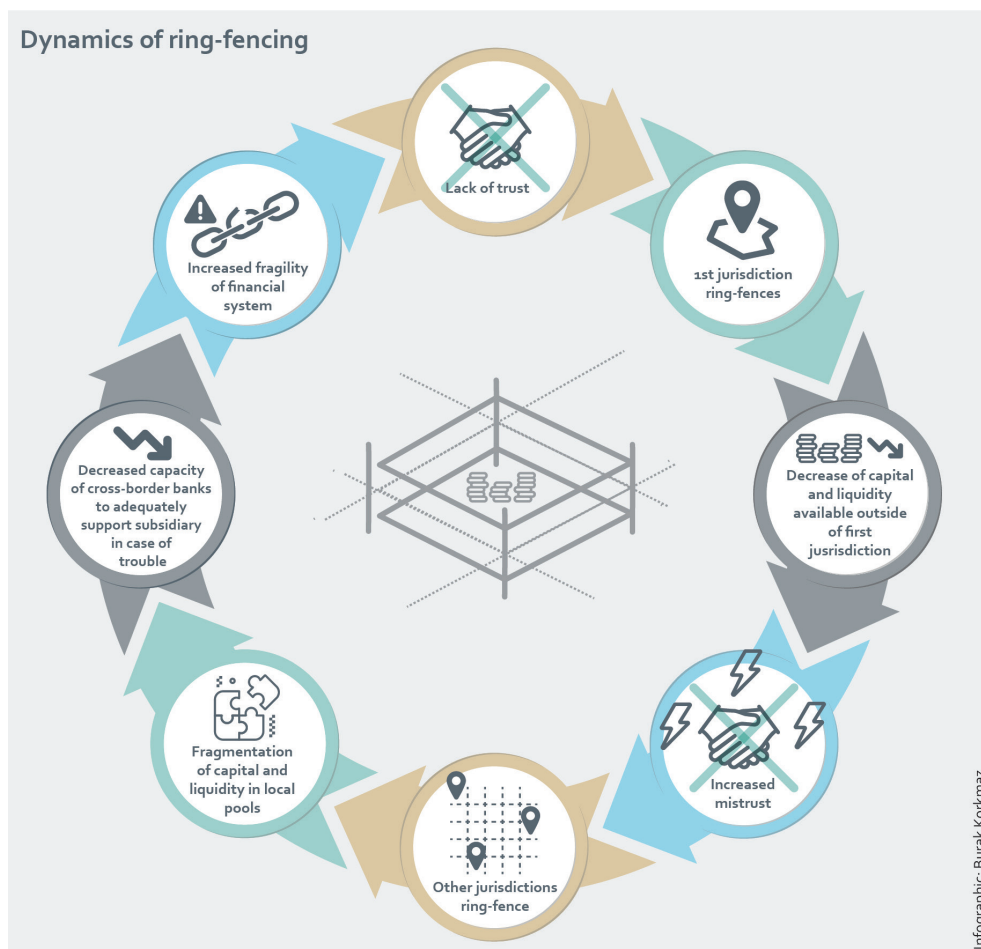 Dynamics of ring-fencing
Lack of trust
1st jurisdiction
ring-fences
Decrease of capital
and liquidity
available outside
of first
jusrisdiction
Increased
mistrust
Other jurisdictions
ring-fence
Fragmentation
of capital and
liquidity in local
pools
Decreased capacity
of cross-border banks
to adequately
support subsidiary
in case of
trouble
Increased fragility
of financial
system
Infographic: Burak Korkmaz